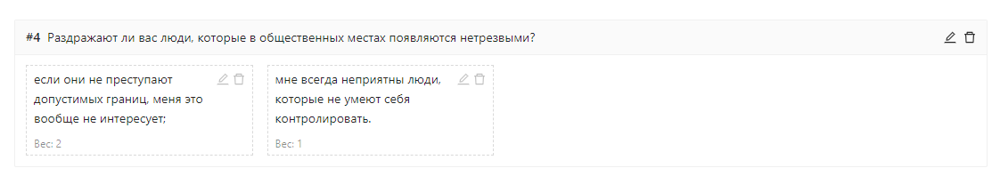 #4 Раздражают ли вас люди, которые в общественных местах появляются нетрезвыми?
если они не преступают
допустимых границ, меня это
вообще не интересует;
Вес: 2
мне всегда неприятны люди,
которые не умеют себя
контролировать.
Вес: 1